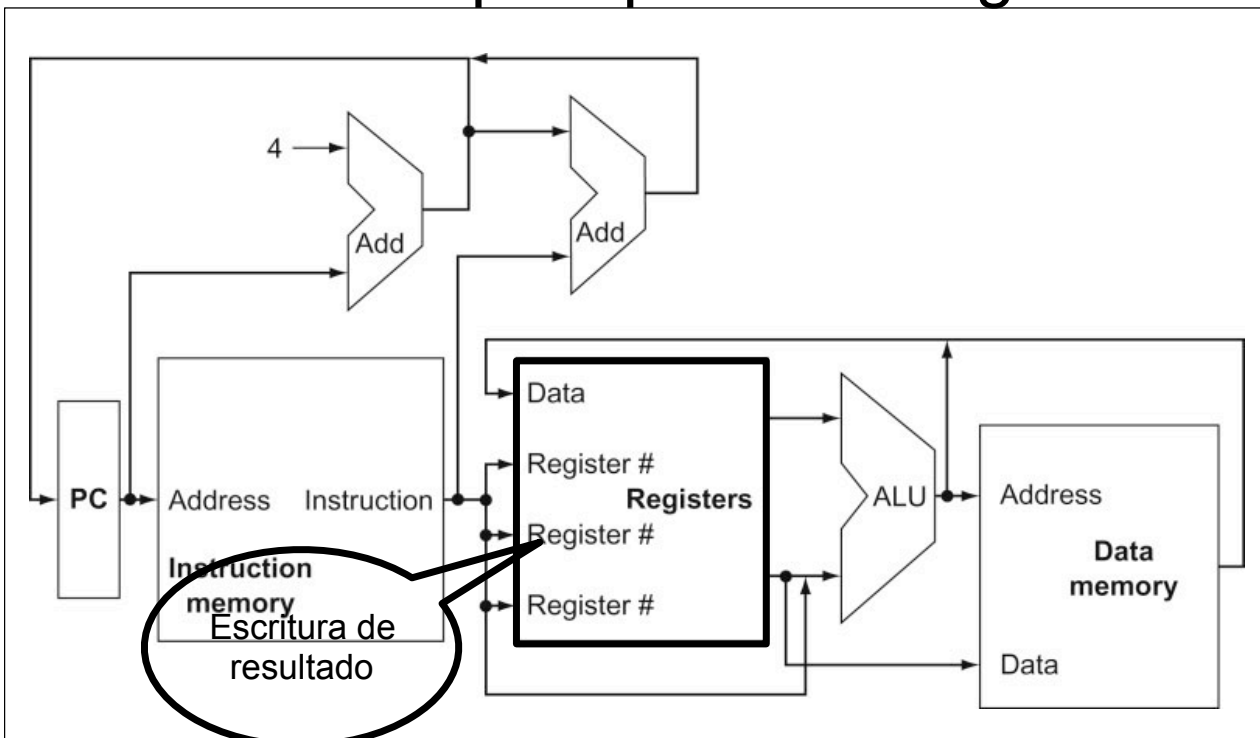 4
Add
Add
Data
Register #
Registers
Register #
Register #
PC
Address
Instruction
Instruction
memory
Escritura de
resultado
ALU
Address
Data
memory
Data